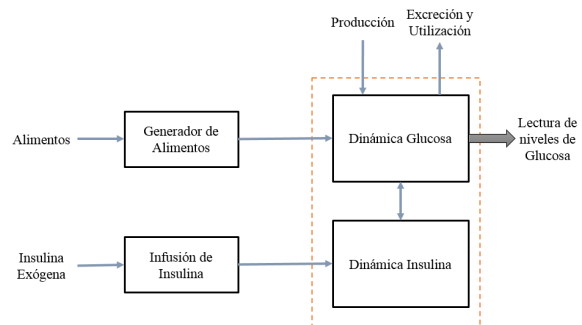 Producción
Excreción y
Utilización
Alimentos
Generador de
Alimentos
Dinámica Glucosa
Lectura de
niveles de
Glucosa
Insulina
Exógena
Infusión de
Insulina
Dinámica Insulina